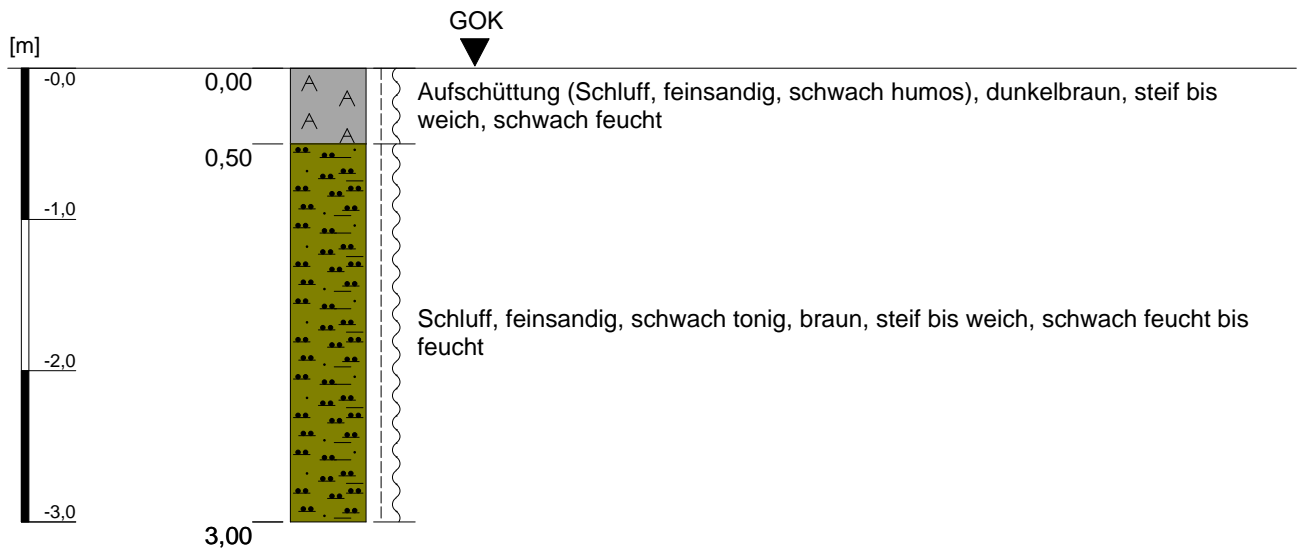 GOK
[m]
-0,0
0,00
Aufschüttung (Schluff, feinsandig, schwach humos), dunkelbraun, steif bis
weich, schwach feucht
0,50
-1,0
Schluff, feinsandig, schwach tonig, braun, steif bis weich, schwach feucht bis
feucht
-2,0
-3,0
3,00